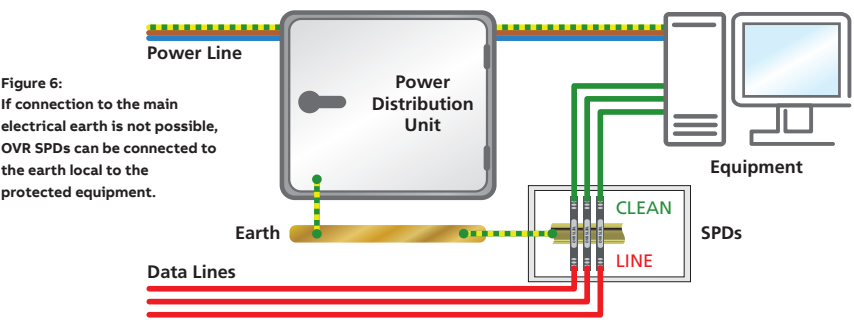 Power Line
Figure 6:
If connection to the main
electrical earth is not possible,
OVR SPDs can be connected to
the earth local to the
protected equipment.
Power
Distribution
Unit
Equipment
CLEAN
Earth
SPDs
LINE
Data Lines